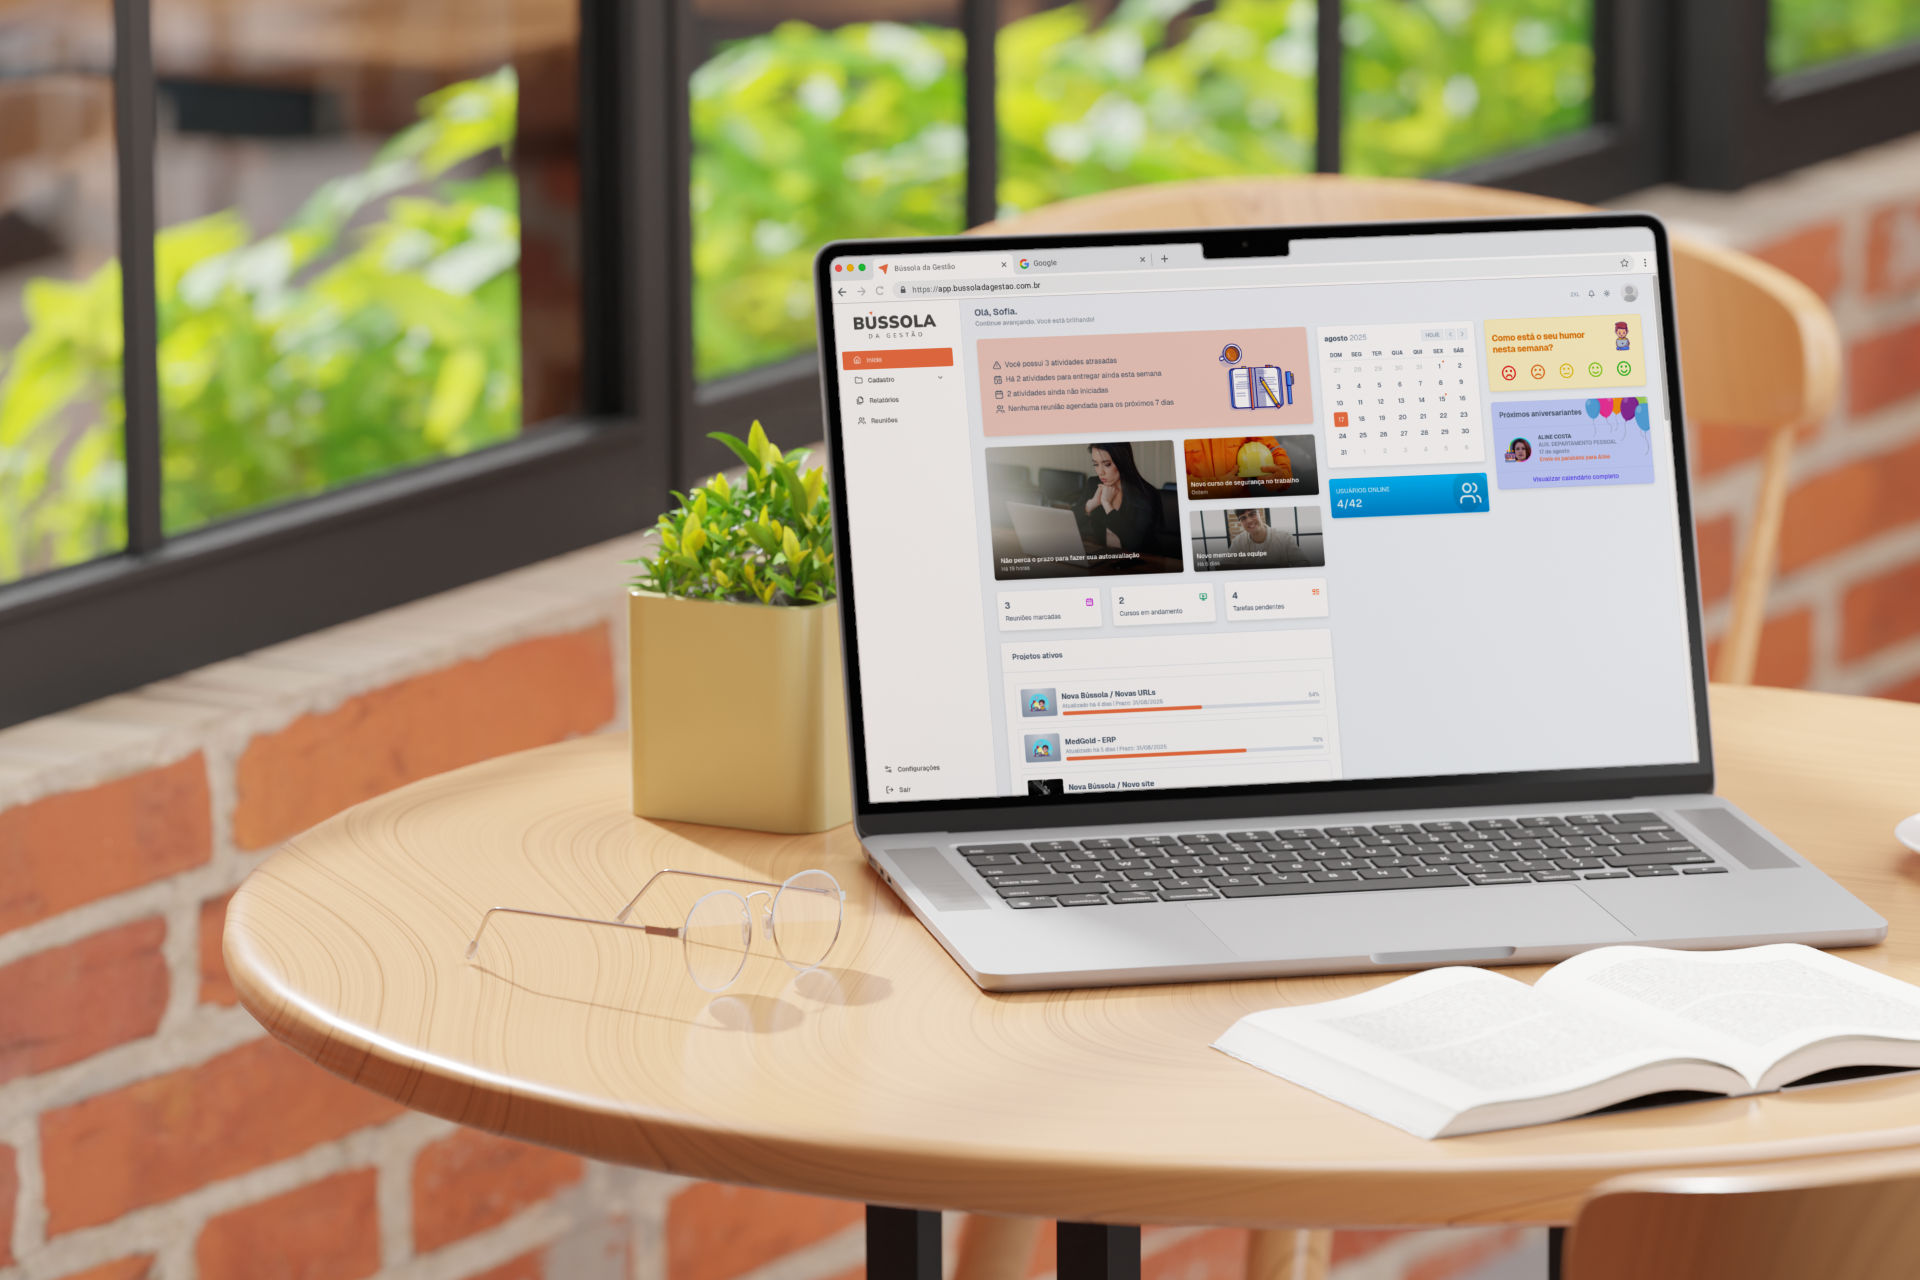 Bússola da Gestão
Google
https://app.bussoladagestao.com.br
BÚSSOLA
DA GESTÃO
Início
Cadastro
Relatórios
Reuniões
Configurações
Sair
Olá, Sofia.
Continue avançando. Você está brilhando!
Você possui 3 atividades atrasadas
Há 2 atividades para entregar ainda esta semana
2 atividades ainda não iniciadas
Nenhuma reunião agendada para os próximos 7 dias
Não perca o prazo para fazer sua autoavaliação
Há 19 horas
Novo curso de segurança no trabalho
Ontem
Novo membro da equipe
Há 6 dias
3
Reuniões marcadas
2
Cursos em andamento
4
Tarefas pendentes
Projetos ativos
Nova Bússola / Novas URLs
Atualizado há 4 dias | Prazo: 31/08/2025
54%
MedGold - ERP
Atualizado há 5 dias | Prazo: 31/08/2025
70%
Nova Bússola / Novo site
agosto 2025
HOJE
DOM SEG TER QUA QUI SEX SÁB
27 28 29 30 31 1 2
3 4 5 6 7 8 9
10 11 12 13 14 15 16
17 18 19 20 21 22 23
24 25 26 27 28 29 30
31 1 2 3 4 5 6
USUÁRIOS ONLINE
4/42
Como está o seu humor
nesta semana?
Próximos aniversariantes
ALINE COSTA
AUX. DEPARTAMENTO PESSOAL
17 de agosto
Envie os parabéns para Aline
Visualizar calendário completo